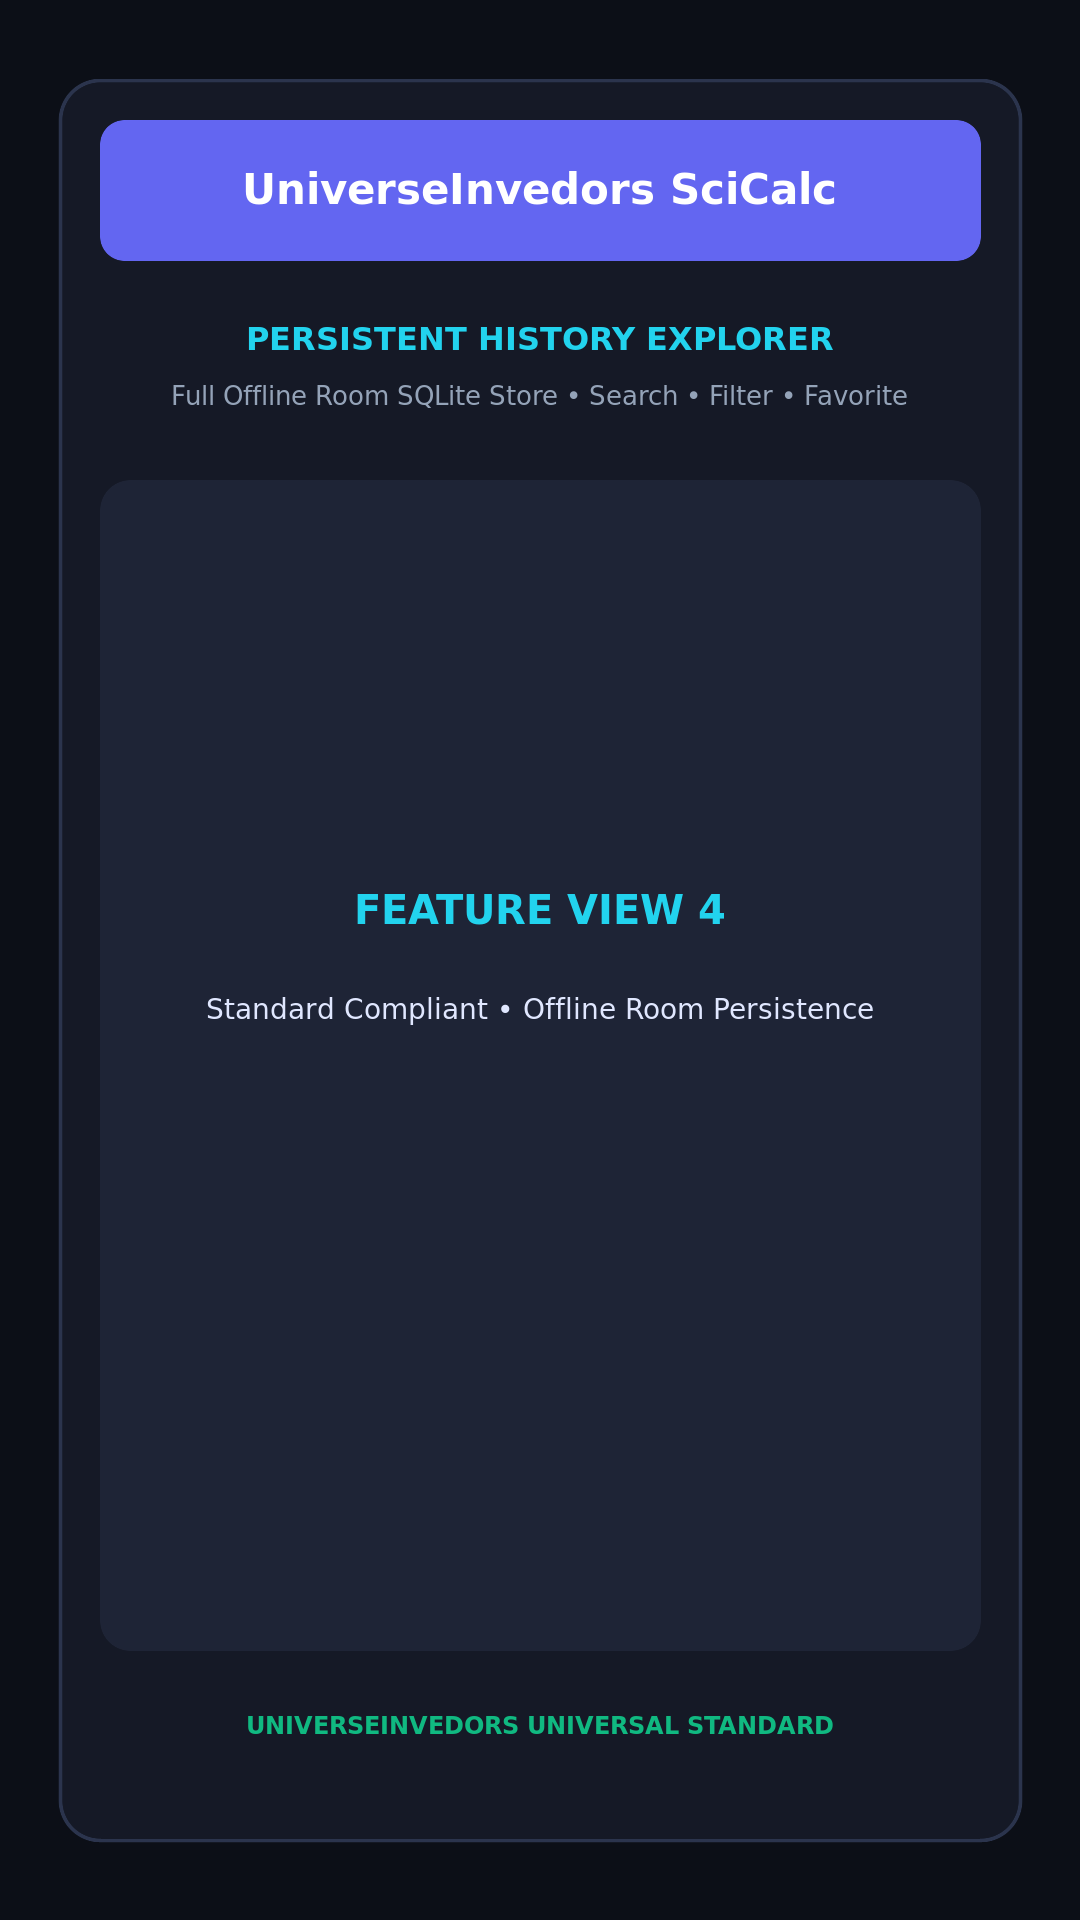 UniverseInvedors SciCalc
PERSISTENT HISTORY EXPLORER
Full Offline Room SQLite Store • Search • Filter • Favorite
FEATURE VIEW 4
Standard Compliant • Offline Room Persistence
UNIVERSEINVEDORS UNIVERSAL STANDARD